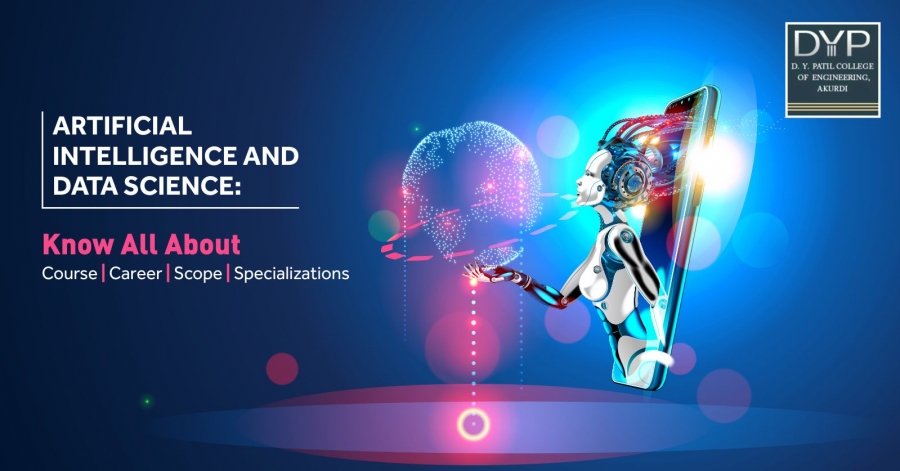 ARTIFICIAL
INTELLIGENCE AND
DATA SCIENCE:
Know All About
Course | Career | Scope | Specializations
DYP
D. Y. PATIL COLLEGE
OF ENGINEERING,
AKURDI